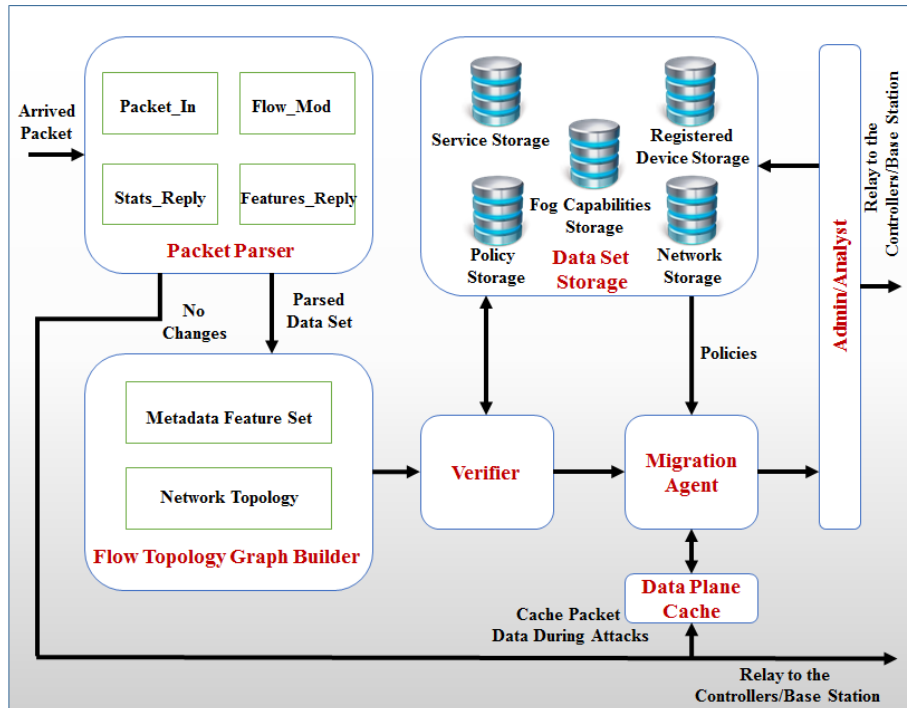 Arrived
Packet
Packet_In
Flow_Mod
Stats_Reply
Features_Reply
Packet Parser
Service Storage
Registered
Device Storage
Fog Capabilities
Storage
Policy
Storage
Network
Storage
Data Set
Storage
Admin/Analyst
Relay to the
Controllers/Base Station
No
Changes
Parsed
Data Set
Policies
Metadata Feature Set
Network Topology
Flow Topology Graph Builder
Verifier
Migration
Agent
Data Plane
Cache
Cache Packet
Data During Attacks
Relay to the
Controllers/Base Station